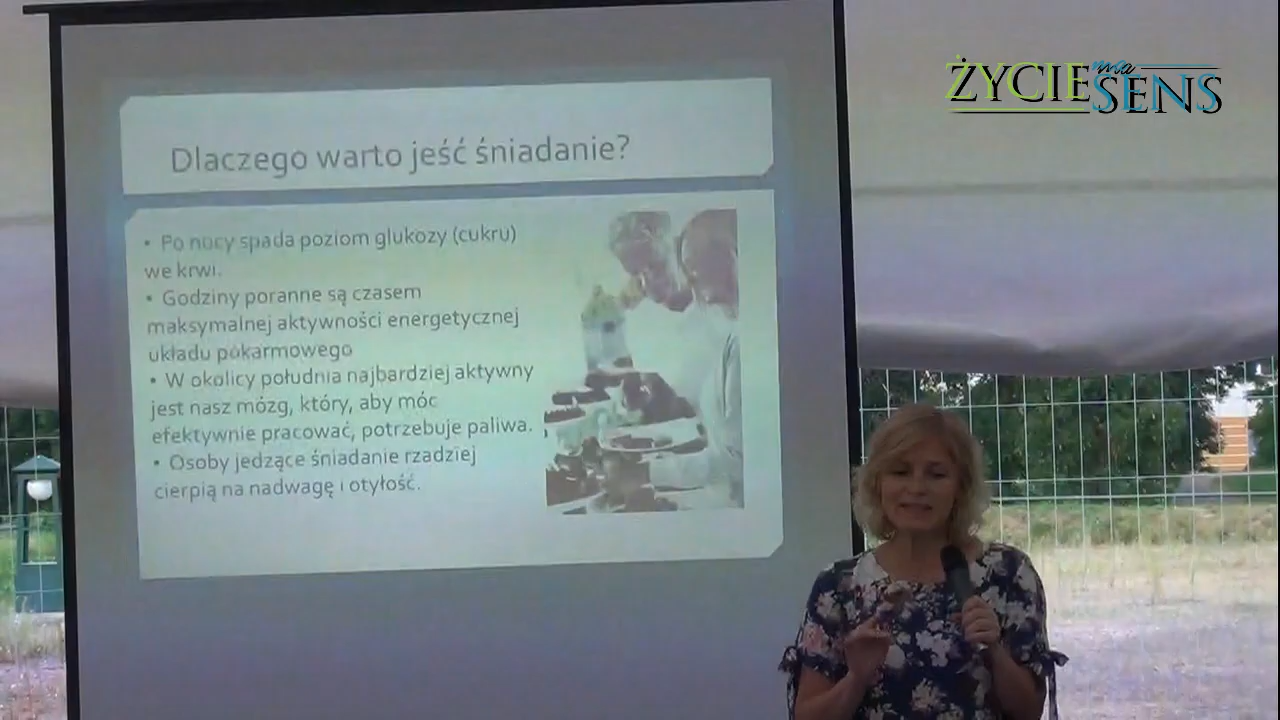 ŻYCIE ma SENS
Dlaczego warto jeść śniadanie?
• Po nocy spada poziom glukozy (cukru)
we krwi.
• Godziny poranne są czasem
maksymalnej aktywności energetycznej
układu pokarmowego
• W okolicy południa najbardziej aktywny
jest nasz mózg, który, aby móc
efektywnie pracować, potrzebuje paliwa.
• Osoby jedzące śniadanie rzadziej
cierpią na nadwagę i otyłość.